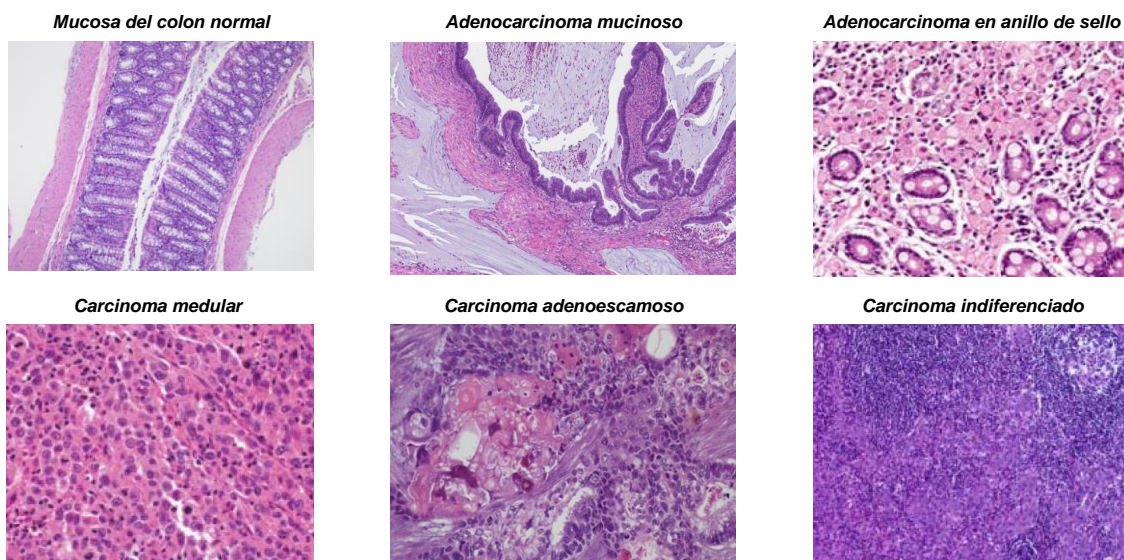 Mucosa del colon normal
Adenocarcinoma mucinoso
Adenocarcinoma en anillo de sello
Carcinoma medular
Carcinoma adenoescamoso
Carcinoma indiferenciado